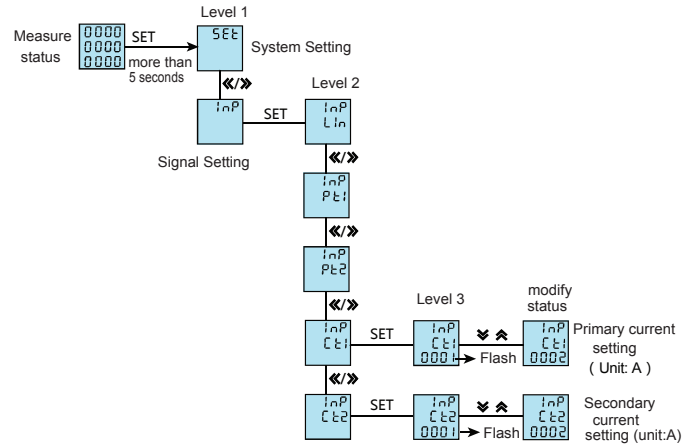 Level 1
Measure status
0000
0000
0000
SET
more than
5 seconds
SEt
System Setting
«/»
InP
Signal Setting
SET
Level 2
InP
LIn
«/»
InP
Pt1
«/»
InP
Pt2
«/»
InP
Ct1
SET
Level 3
InP
Ct1
0001
Flash
modify
status
InP
Ct1
0002
Primary current
setting
( Unit: A )
«/»
InP
Ct2
SET
InP
Ct2
0001
Flash
InP
Ct2
0002
Secondary
current
setting (unit:A)